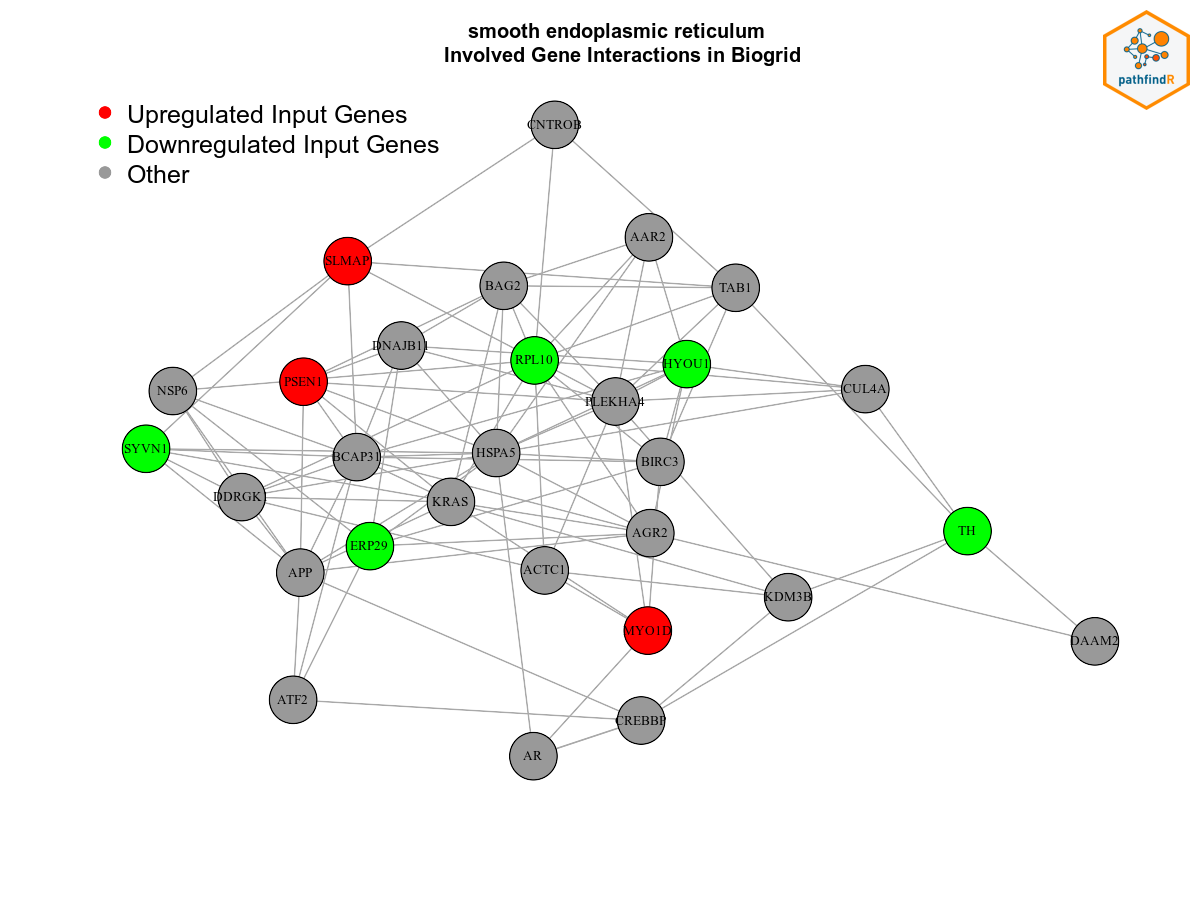 smooth endoplasmic reticulum
Involved Gene Interactions in Biogrid
pathfindR
Upregulated Input Genes
Downregulated Input Genes
Other
CNTROB
AAR2
SLMAP
BAG2
TAB1
DNAJB11
RPL10
HYOU1
PSEN1
NSP6
PLEKHA4
CUL4A
SYVN1
BCAP31
HSPA5
BIRC3
DDRGK
KRAS
TH
AGR2
ERP29
APP
ACTC1
KDM3B
MYO1D
DAAM2
ATF2
CREBBP
AR